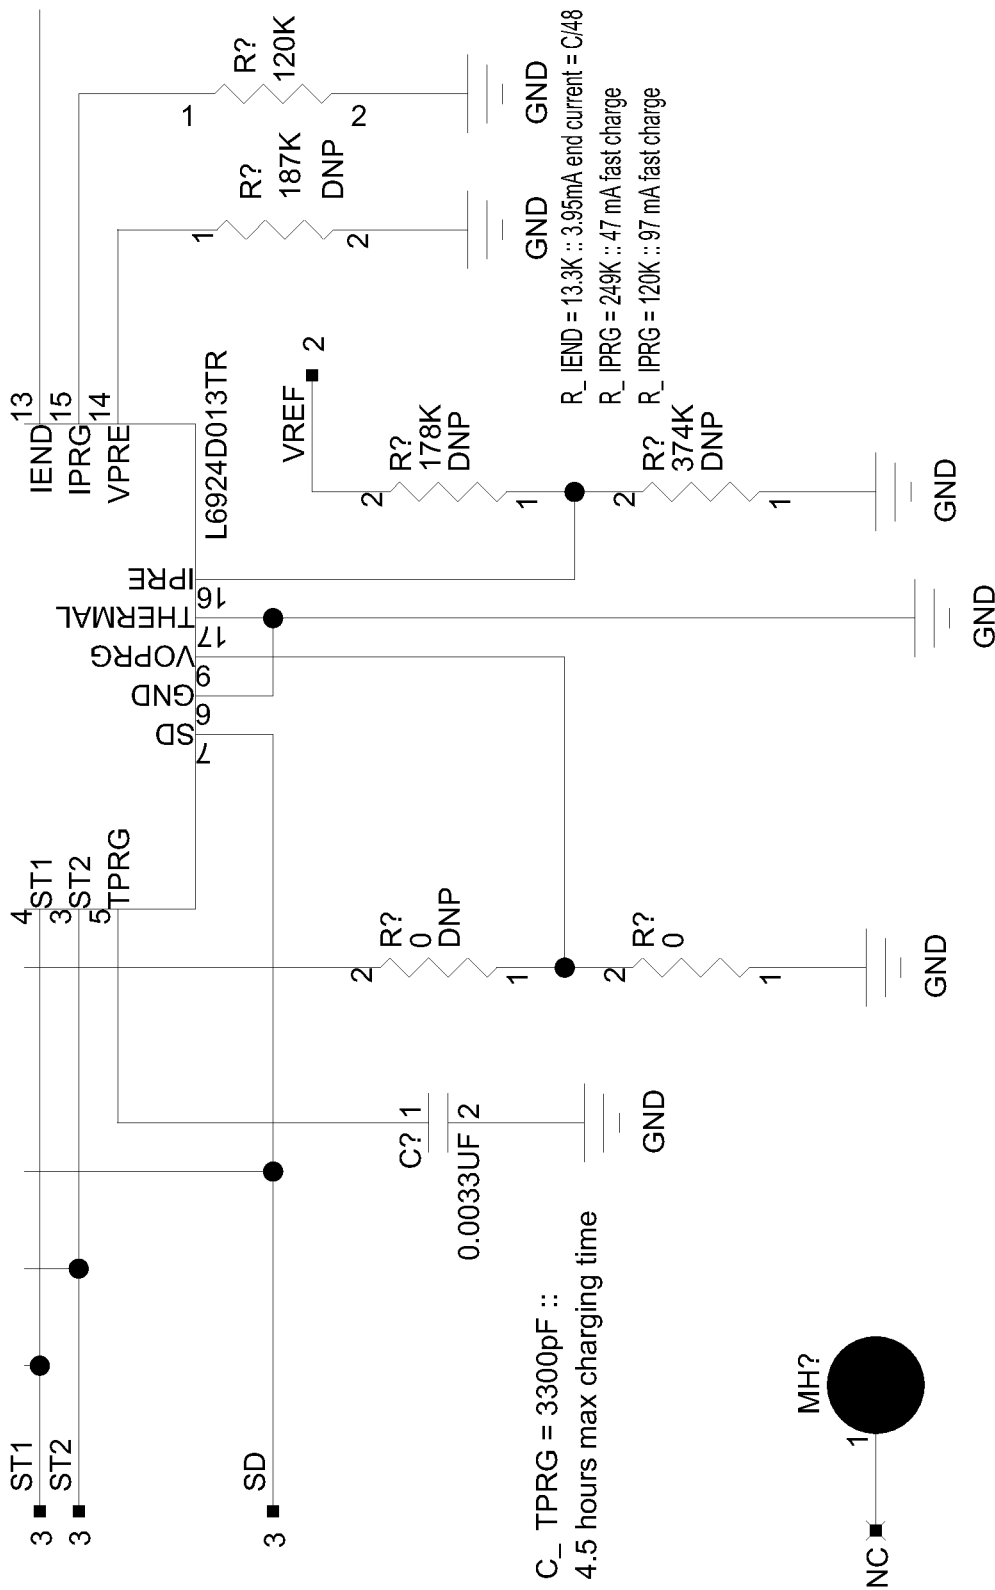 ST1
3
ST2
3
SD
3
4
ST1
3
ST2
5
TPRG
SD
7
GND
6
VOPRG
9
THERMAL
17
IPRE
16
IEND
13
IPRG
15
VPRE
14
L6924D013TR
R?
120K
1
2
GND
R?
187K
DNP
1
2
GND
VREF
2
R?
178K
DNP
2
1
R?
374K
DNP
2
1
GND
GND
R?
0
DNP
2
1
R?
0
2
1
GND
C?
1
0.0033UF
2
GND
R_ IEND = 13.3K :: 3.95mA end current = C/48
R_ IPRG = 249K :: 47 mA fast charge
R_ IPRG = 120K :: 97 mA fast charge
C_ TPRG = 3300pF ::
4.5 hours max charging time
MH?
1
NC